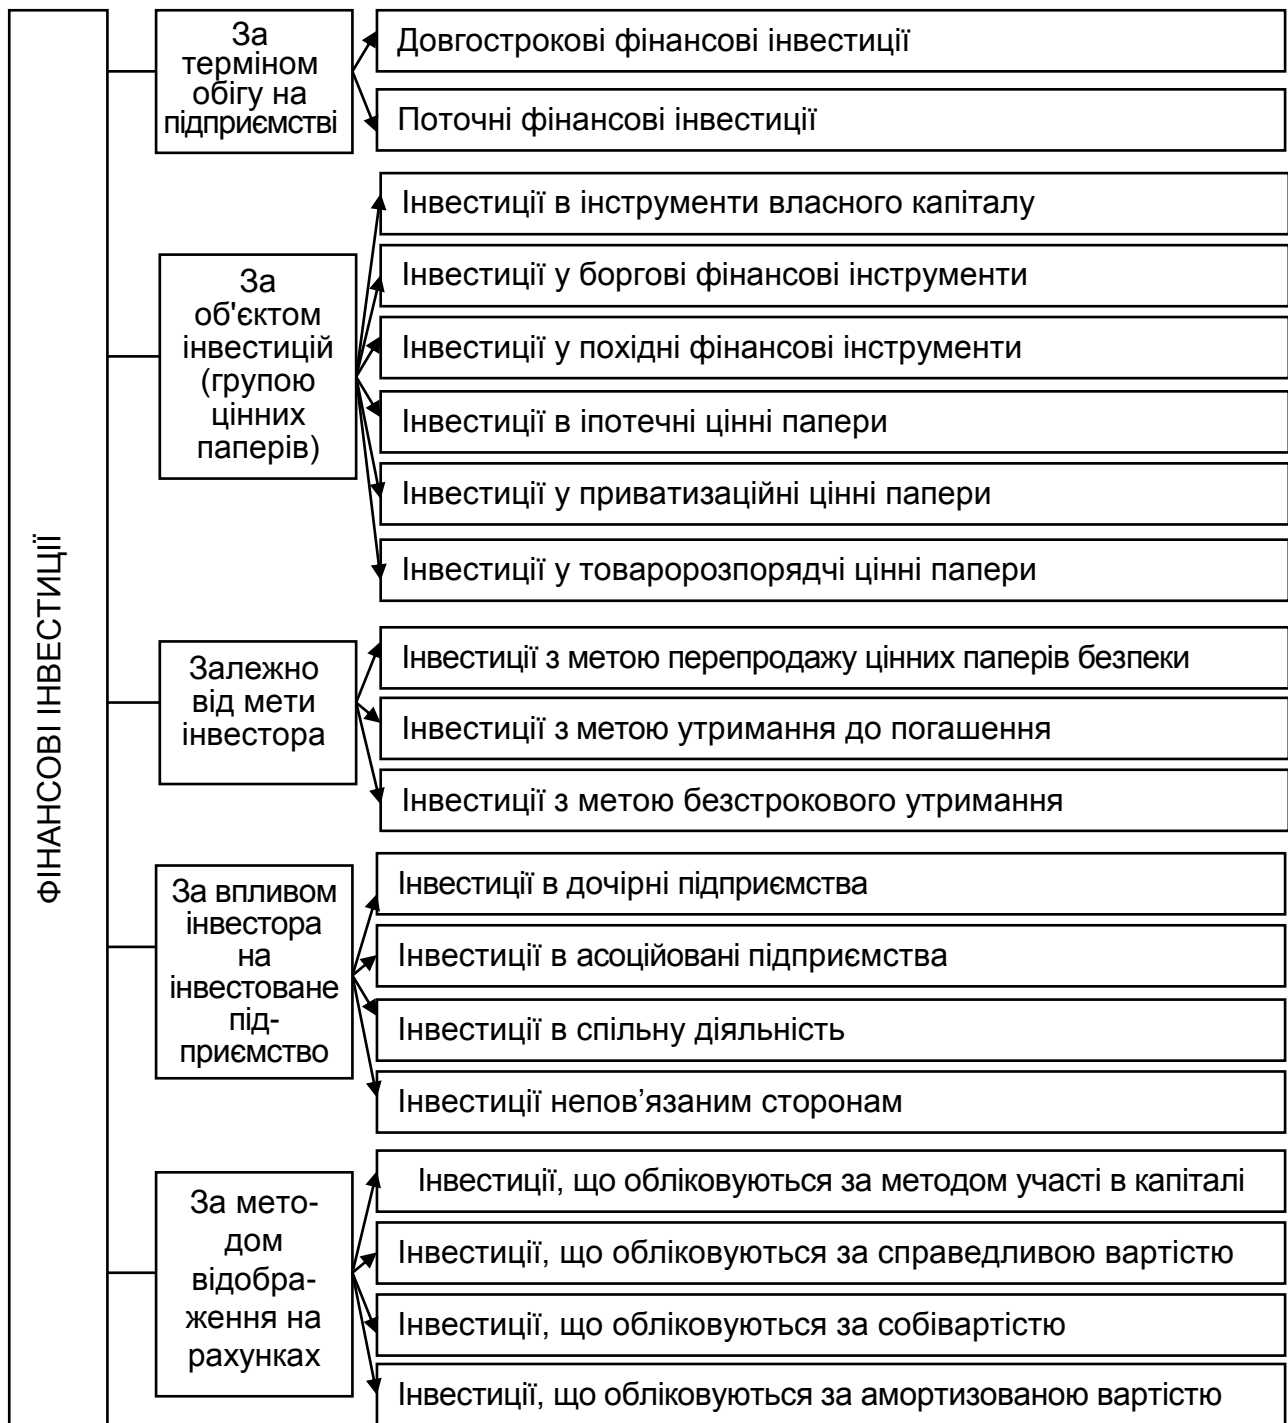 ФІНАНСОВІ ІНВЕСТИЦІЇ
За
терміном
обігу на
підприємстві
Довгострокові фінансові інвестиції
Поточні фінансові інвестиції
За
об'єктом
інвестицій
(групою
цінних
паперів)
Інвестиції в інструменти власного капіталу
Інвестиції у боргові фінансові інструменти
Інвестиції у похідні фінансові інструменти
Інвестиції в іпотечні цінні папери
Інвестиції у приватизаційні цінні папери
Інвестиції у товаророзпорядчі цінні папери
Залежно
від мети
інвестора
Інвестиції з метою перепродажу цінних паперів безпеки
Інвестиції з метою утримання до погашення
Інвестиції з метою безстрокового утримання
За впливом
інвестора
на
інвестоване
під-
приємство
Інвестиції в дочірні підприємства
Інвестиції в асоційовані підприємства
Інвестиції в спільну діяльність
Інвестиції непов’язаним сторонам
За мето-
дом
відобра-
ження на
рахунках
Інвестиції, що обліковуються за методом участі в капіталі
Інвестиції, що обліковуються за справедливою вартістю
Інвестиції, що обліковуються за собівартістю
Інвестиції, що обліковуються за амортизованою вартістю